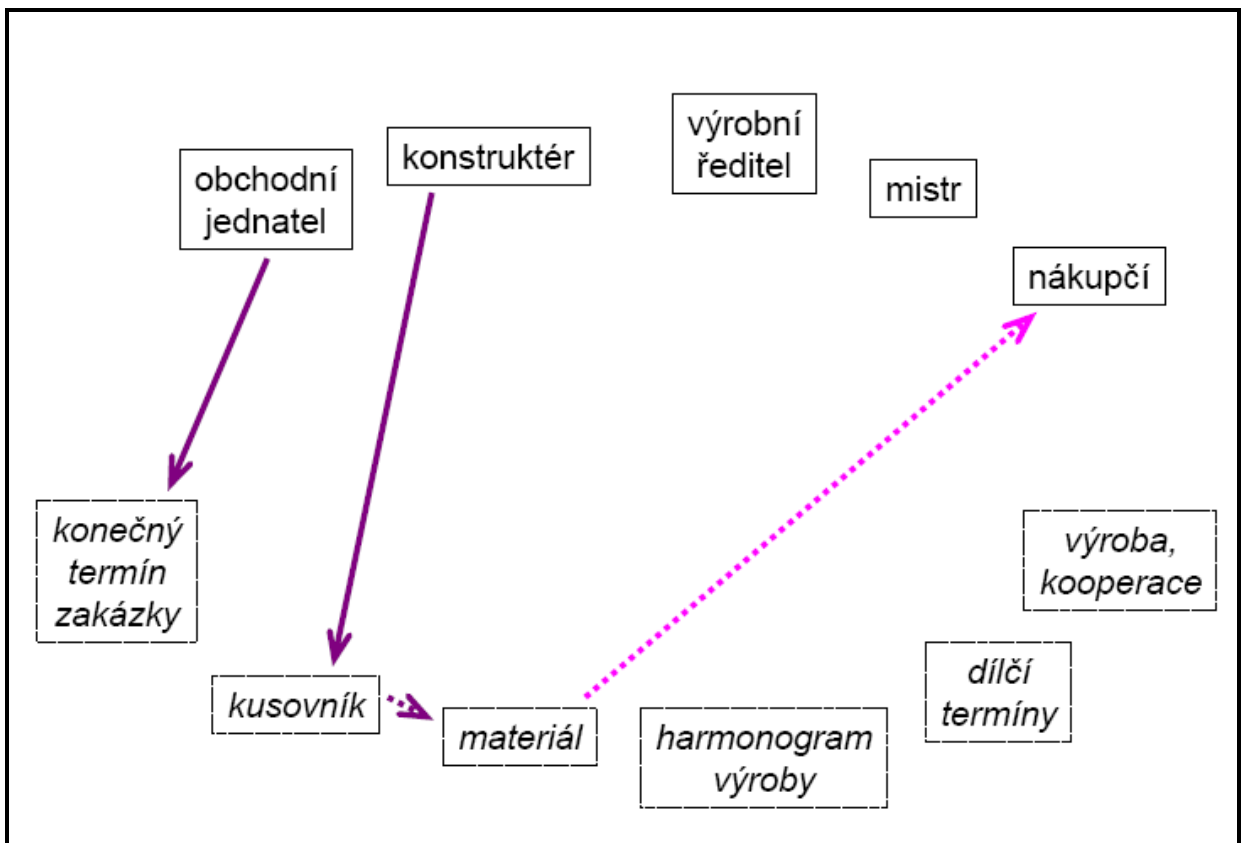 obchodní
jednatel
konstruktér
výrobní
ředitel
mistr
nákupčí
konečný
termín
zakázky
kusovník
materiál
harmonogram
výroby
dílčí
termíny
výroba,
kooperace